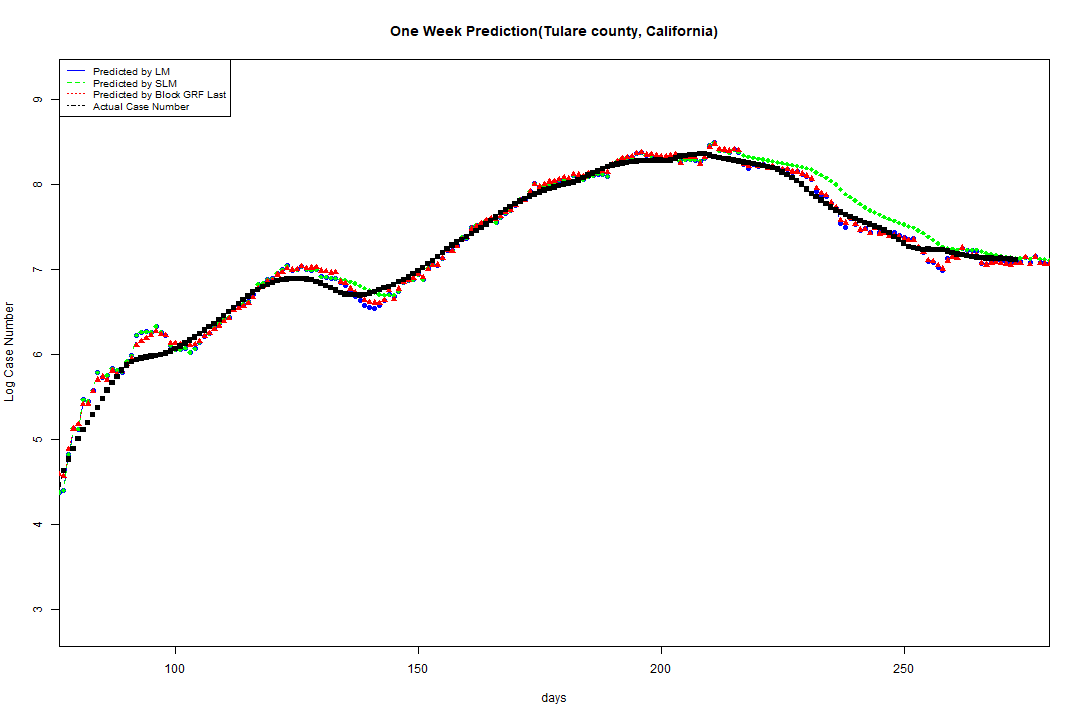 One Week Prediction(Tulare county, California)
Predicted by LM
Predicted by SLM
Predicted by Block GRF Last
Actual Case Number
Log Case Number
9
8
7
6
5
4
3
100
150
200
250
days